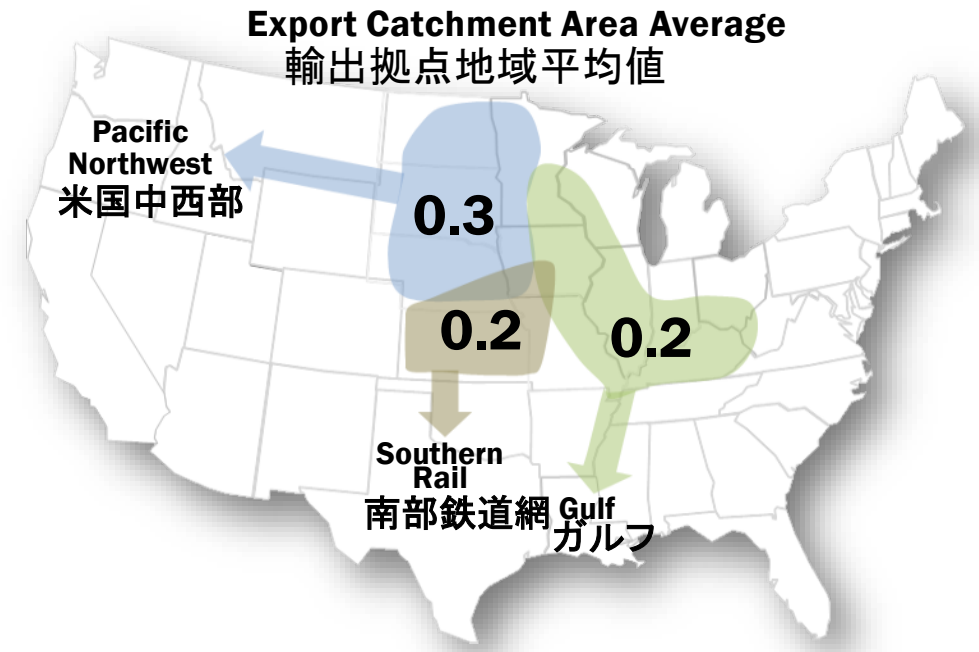 Export Catchment Area Average
輸出拠点地域平均値
Pacific
Northwest
米国中西部
0.3
0.2
0.2
Southern
Rail
南部鉄道網
Gulf
ガルフ